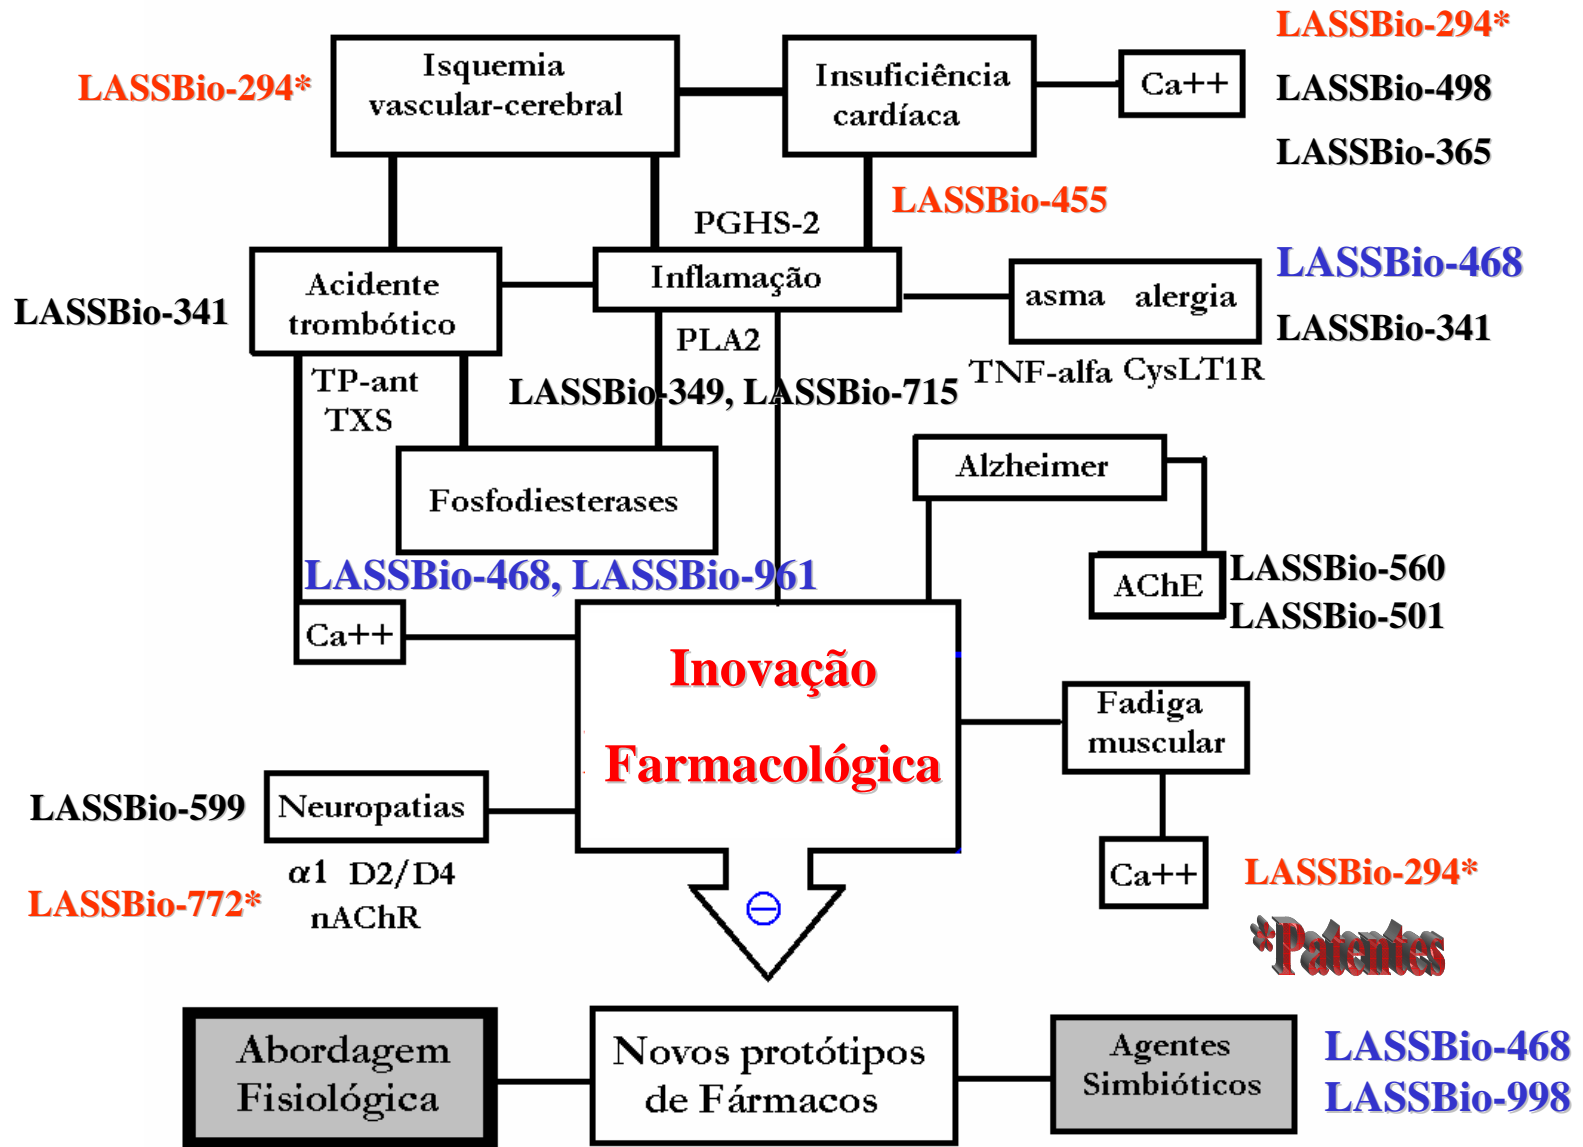 LASSBio-294*
Isquemia
vascular-cerebral
LASSBio-294*
Insuficiência
cardíaca
Ca++
LASSBio-498
LASSBio-365
LASSBio-455
PGHS-2
Inflamação
Acidente
trombótico
LASSBio-341
asma alergia
LASSBio-468
LASSBio-341
PLA2
TNF-alfa CysLT1R
TP-ant
TXS
LASSBio-349, LASSBio-715
Fosfodiesterases
Alzheimer
LASSBio-468, LASSBio-961
AChE
LASSBio-560
LASSBio-501
Ca++
Inovação
Farmacológica
Fadiga
muscular
LASSBio-599
Neuropatias
α1 D2/D4
nAChR
LASSBio-772*
Ca++
LASSBio-294*
*Patentes
Abordagem
Fisiológica
Novos protótipos
de Fármacos
Agentes
Simbióticos
LASSBio-468
LASSBio-998